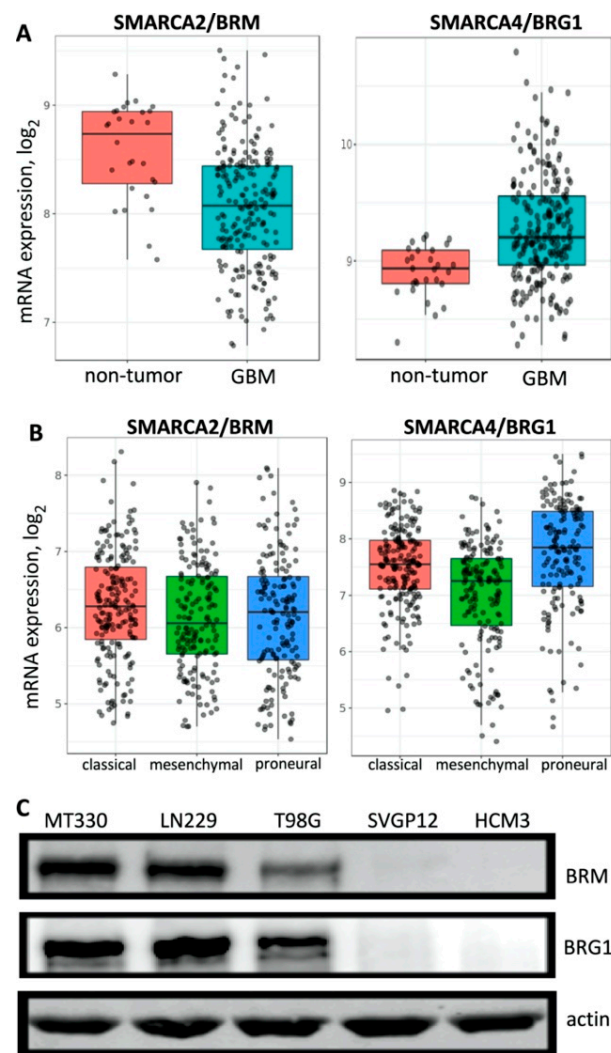 A
SMARCA2/BRM
SMARCA4/BRG1
mRNA expression, log2
9
8
7
10
9
non-tumor
GBM
non-tumor
GBM
B
SMARCA2/BRM
SMARCA4/BRG1
mRNA expression, log2
8
7
6
5
9
8
7
6
5
classical
mesenchymal
proneural
classical
mesenchymal
proneural
C
MT330
LN229
T98G
SVGP12
HCM3
BRM
BRG1
actin